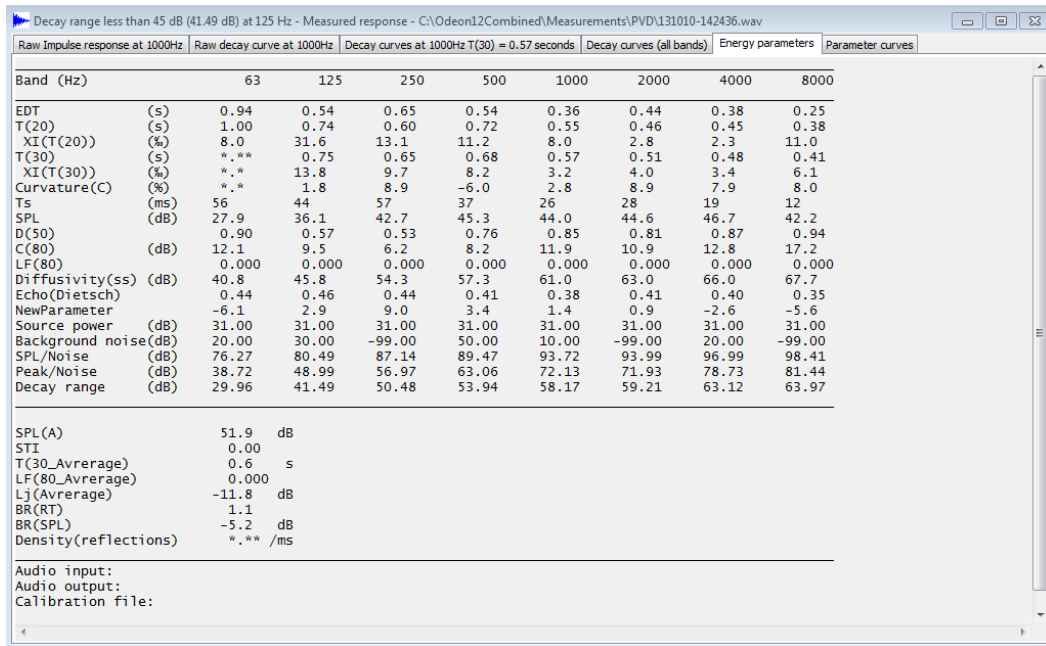 Decay range less than 45 dB (41.49 dB) at 125 Hz - Measured response - C:\Odeon12Combined\Measurements\PVD\131010-142436.wav
Raw Impulse response at 1000Hz Raw decay curve at 1000Hz Decay curves at 1000Hz T(30) = 0.57 seconds Decay curves (all bands) Energy parameters Parameter curves
Band (Hz) 63 125 250 500 1000 2000 4000 8000
EDT (s) 0.94 0.54 0.65 0.54 0.36 0.44 0.38 0.25
T(20) (s) 1.00 0.74 0.60 0.72 0.55 0.46 0.45 0.38
XI(T(20)) (‰) 8.0 31.6 13.1 11.2 8.0 2.8 2.3 11.0
T(30) (s) *.** 0.75 0.65 0.68 0.57 0.51 0.48 0.41
XI(T(30)) (‰) *.* 13.8 9.7 8.2 3.2 4.0 3.4 6.1
Curvature(C) (%) *.* 1.8 8.9 -6.0 2.8 8.9 7.9 8.0
Ts (ms) 56 44 57 37 26 28 19 12
SPL (dB) 27.9 36.1 42.7 45.3 44.0 44.6 46.7 42.2
D(50) 0.90 0.57 0.53 0.76 0.85 0.81 0.87 0.94
C(80) (dB) 12.1 9.5 6.2 8.2 11.9 10.9 12.8 17.2
LF(80) 0.000 0.000 0.000 0.000 0.000 0.000 0.000 0.000
Diffusivity(ss) (dB) 40.8 45.8 54.3 57.3 61.0 63.0 66.0 67.7
Echo(Dietsch) 0.44 0.46 0.44 0.41 0.38 0.41 0.40 0.35
NewParameter -6.1 2.9 9.0 3.4 1.4 0.9 -2.6 -5.6
Source power (dB) 31.00 31.00 31.00 31.00 31.00 31.00 31.00 31.00
Background noise(dB) 20.00 30.00 -99.00 50.00 10.00 -99.00 20.00 -99.00
SPL/Noise (dB) 76.27 80.49 87.14 89.47 93.72 93.99 96.99 98.41
Peak/Noise (dB) 38.72 48.99 56.97 63.06 72.13 71.93 78.73 81.44
Decay range (dB) 29.96 41.49 50.48 53.94 58.17 59.21 63.12 63.97
SPL(A) 51.9 dB
STI 0.00
T(30_Avrerage) 0.6 s
LF(80_Avrerage) 0.000
Lj(Avrerage) -11.8 dB
BR(RT) 1.1
BR(SPL) -5.2 dB
Density(reflections) *.** /ms
Audio input:
Audio output:
Calibration file: